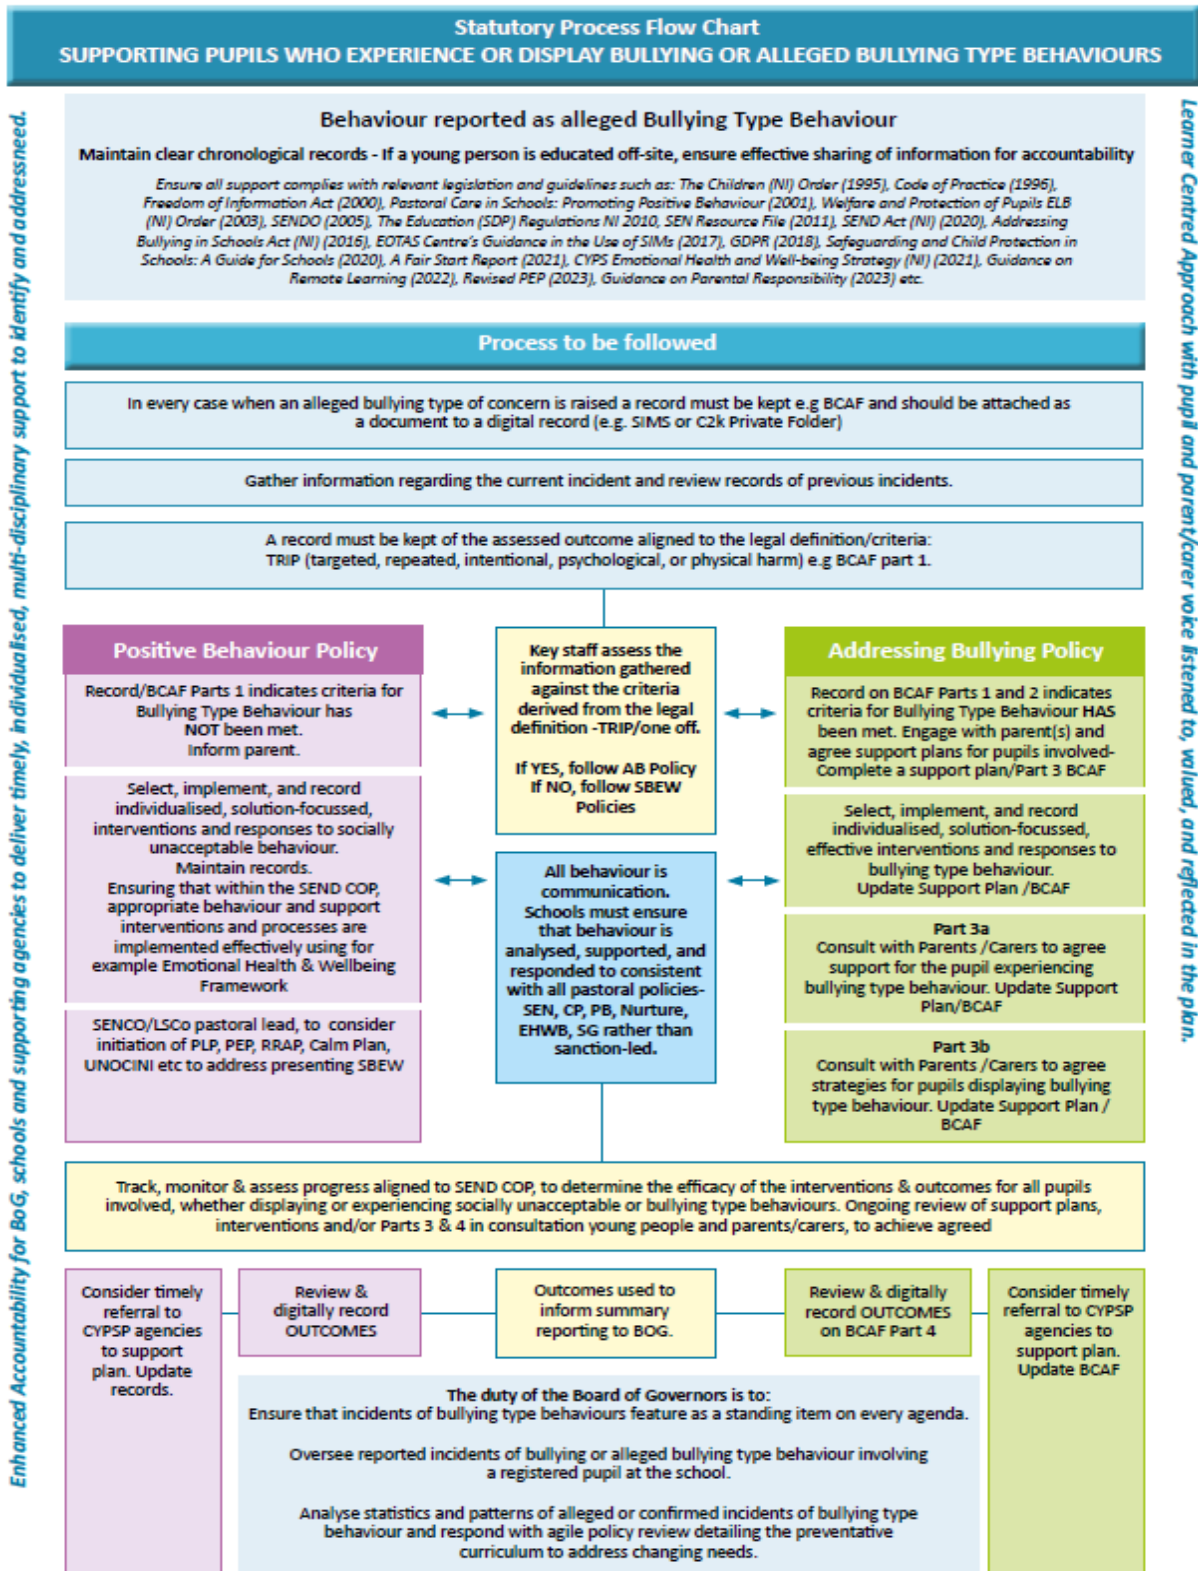 Statutory Process Flow Chart
SUPPORTING PUPILS WHO EXPERIENCE OR DISPLAY BULLYING OR ALLEGED BULLYING TYPE BEHAVIOURS
Enhanced Accountability for BoG, schools and supporting agencies to deliver timely, individualised, multi-disciplinary support to identify and addresneed.
Learner Centred Approach with pupil and parent/carer voice listened to, valued, and reflected in the plan.
Behaviour reported as alleged Bullying Type Behaviour
Maintain clear chronological records - If a young person is educated off-site, ensure effective sharing of information for accountability
Ensure all support complies with relevant legislation and guidelines such as: The Children (NI) Order (1995), Code of Practice (1996),
Freedom of Information Act (2000), Pastoral Care in Schools: Promoting Positive Behaviour (2001), Welfare and Protection of Pupils ELB
(NI) Order (2003), SENDO (2005), The Education (SDP) Regulations NI 2010, SEN Resource File (2011), SEND Act (NI) (2020), Addressing
Bullying in Schools Act (NI) (2016), EOTAS Centre's Guidance in the Use of SIMs (2017), GDPR (2018), Safeguarding and Child Protection in
Schools: A Guide for Schools (2020), A Fair Start Report (2021), CYPS Emotional Health and Well-being Strategy (NI) (2021), Guidance on
Remote Learning (2022), Revised PEP (2023), Guidance on Parental Responsibility (2023) etc.
Process to be followed
In every case when an alleged bullying type of concern is raised a record must be kept e.g BCAF and should be attached as
a document to a digital record (e.g. SIMS or C2k Private Folder)
Gather information regarding the current incident and review records of previous incidents.
A record must be kept of the assessed outcome aligned to the legal definition/criteria:
TRIP (targeted, repeated, intentional, psychological, or physical harm) e.g BCAF part 1.
Positive Behaviour Policy
Record/BCAF Parts 1 indicates criteria for
Bullying Type Behaviour has
NOT been met.
Inform parent.
Select, implement, and record
individualised, solution-focussed,
interventions and responses to socially
unacceptable behaviour.
Maintain records.
Ensuring that within the SEND COP,
appropriate behaviour and support
interventions and processes are
implemented effectively using for
example Emotional Health & Wellbeing
Framework
SENCO/LSCo pastoral lead, to consider
initiation of PLP, PEP, RRAP, Calm Plan,
UNOCINI etc to address presenting SBEW
Key staff assess the
information gathered
against the criteria
derived from the legal
definition -TRIP/one off.
If YES, follow AB Policy
If NO, follow SBEW
Policies
All behaviour is
communication.
Schools must ensure
that behaviour is
analysed, supported, and
responded to consistent
with all pastoral policies-
SEN, CP, PB, Nurture,
EHWB, SG rather than
sanction-led.
Addressing Bullying Policy
Record on BCAF Parts 1 and 2 indicates
criteria for Bullying Type Behaviour HAS
been met. Engage with parent(s) and
agree support plans for pupils involved-
Complete a support plan/Part 3 BCAF
Select, implement, and record
individualised, solution-focussed,
effective interventions and responses to
bullying type behaviour.
Update Support Plan /BCAF
Part 3a
Consult with Parents /Carers to agree
support for the pupil experiencing
bullying type behaviour. Update Support
Plan/BCAF
Part 3b
Consult with Parents /Carers to agree
strategies for pupils displaying bullying
type behaviour. Update Support Plan /
BCAF
Track, monitor & assess progress aligned to SEND COP, to determine the efficacy of the interventions & outcomes for all pupils
involved, whether displaying or experiencing socially unacceptable or bullying type behaviours. Ongoing review of support plans,
interventions and/or Parts 3 & 4 in consultation young people and parents/carers, to achieve agreed
Consider timely
referral to
CYPSP agencies
to support
plan. Update
records.
Review &
digitally record
OUTCOMES
Outcomes used to
inform summary
reporting to BOG.
Review & digitally
record OUTCOMES
on BCAF Part 4
Consider timely
referral to CYPSP
agencies to
support plan.
Update BCAF
The duty of the Board of Governors is to:
Ensure that incidents of bullying type behaviours feature as a standing item on every agenda.
Oversee reported incidents of bullying or alleged bullying type behaviour involving
a registered pupil at the school.
Analyse statistics and patterns of alleged or confirmed incidents of bullying type
behaviour and respond with agile policy review detailing the preventative
curriculum to address changing needs.